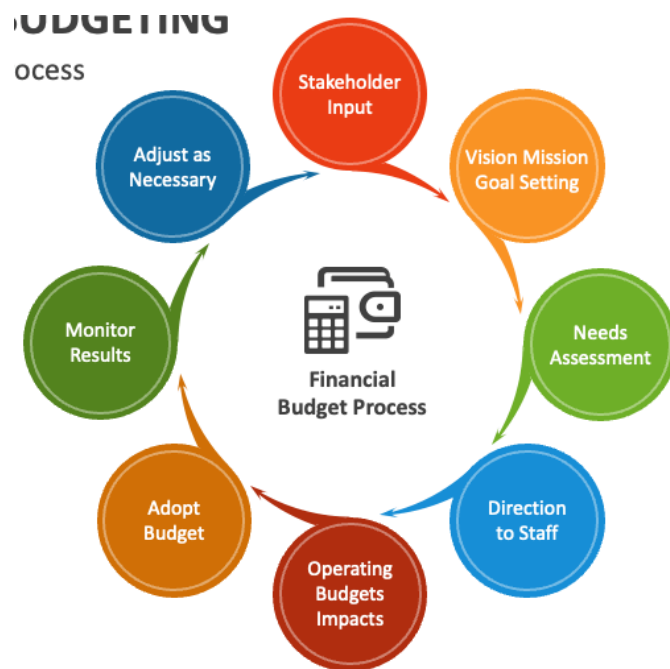 BUDGETING
ocess
Stakeholder
Input
Vision Mission
Goal Setting
Needs
Assessment
Direction
to Staff
Operating
Budgets
Impacts
Adopt
Budget
Monitor
Results
Adjust as
Necessary
Financial
Budget Process